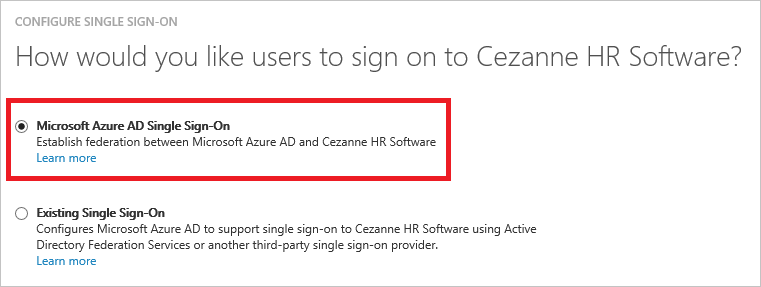 CONFIGURE SINGLE SIGN-ON
How would you like users to sign on to Cezanne HR Software?
Microsoft Azure AD Single Sign-On
Establish federation between Microsoft Azure AD and Cezanne HR Software
Learn more
Existing Single Sign-On
Configures Microsoft Azure AD to support single sign-on to Cezanne HR Software using Active
Directory Federation Services or another third-party single sign-on provider.
Learn more